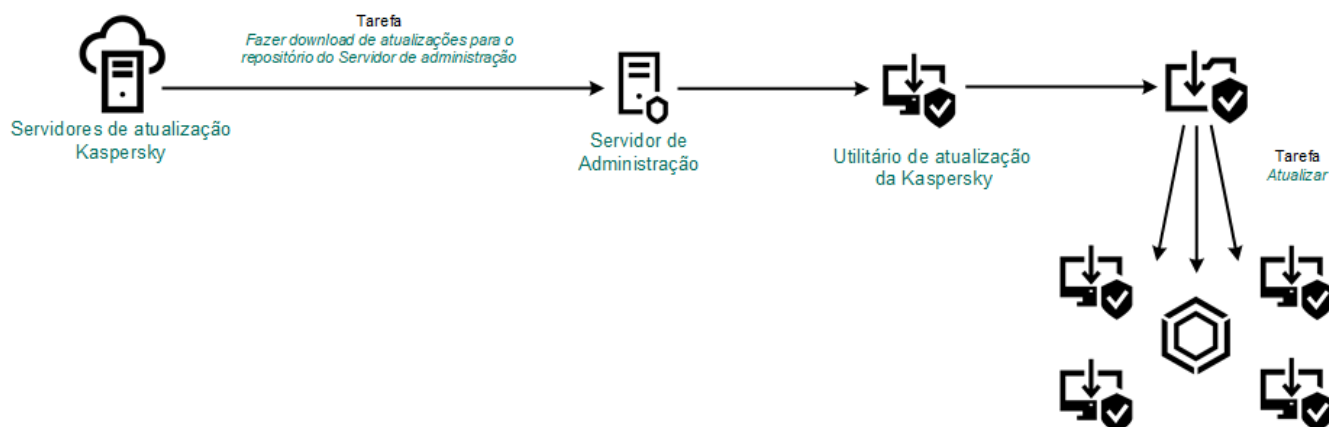 Tarefa
Fazer download de atualizações para o
repositório do Servidor de administração
Servidores de atualização
Kaspersky
Servidor de
Administração
Utilitário de atualização
da Kaspersky
Tarefa
Atualizar